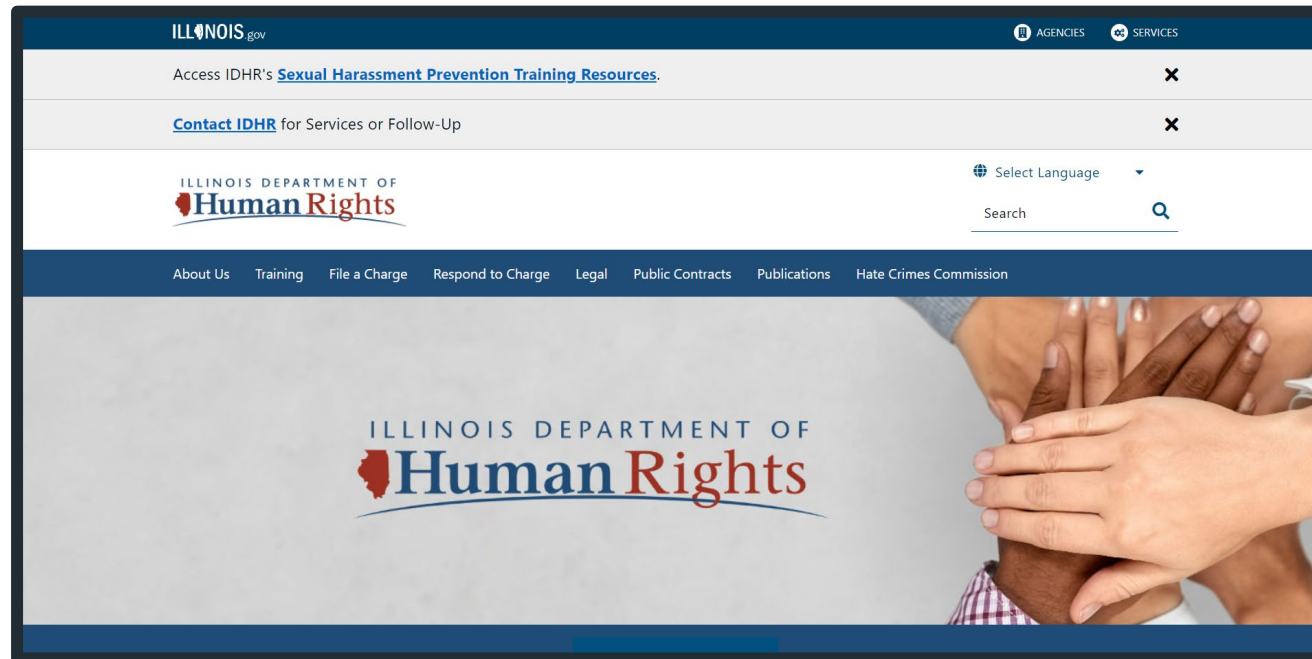 ILLINOIS.gov
AGENCIES SERVICES
Access IDHR's Sexual Harassment Prevention Training Resources.
Contact IDHR for Services or Follow-Up
ILLINOIS DEPARTMENT OF
Human Rights
Select Language
Search
About Us Training File a Charge Respond to Charge Legal Public Contracts Publications Hate Crimes Commission
ILLINOIS DEPARTMENT OF
Human Rights